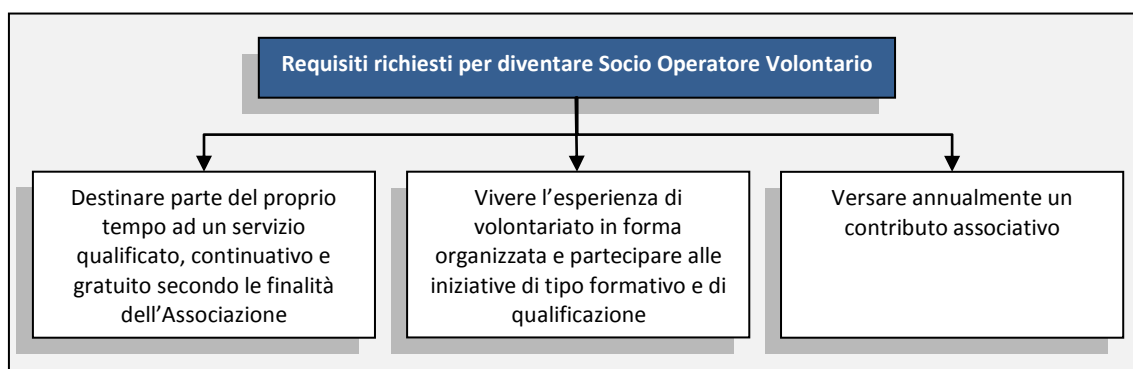 Requisiti richiesti per diventare Socio Operatore Volontario
Destinare parte del proprio
tempo ad un servizio
qualificato, continuativo e
gratuito secondo le finalità
dell’Associazione
Vivere l’esperienza di
volontariato in forma
organizzata e partecipare alle
iniziative di tipo formativo e di
qualificazione
Versare annualmente un
contributo associativo